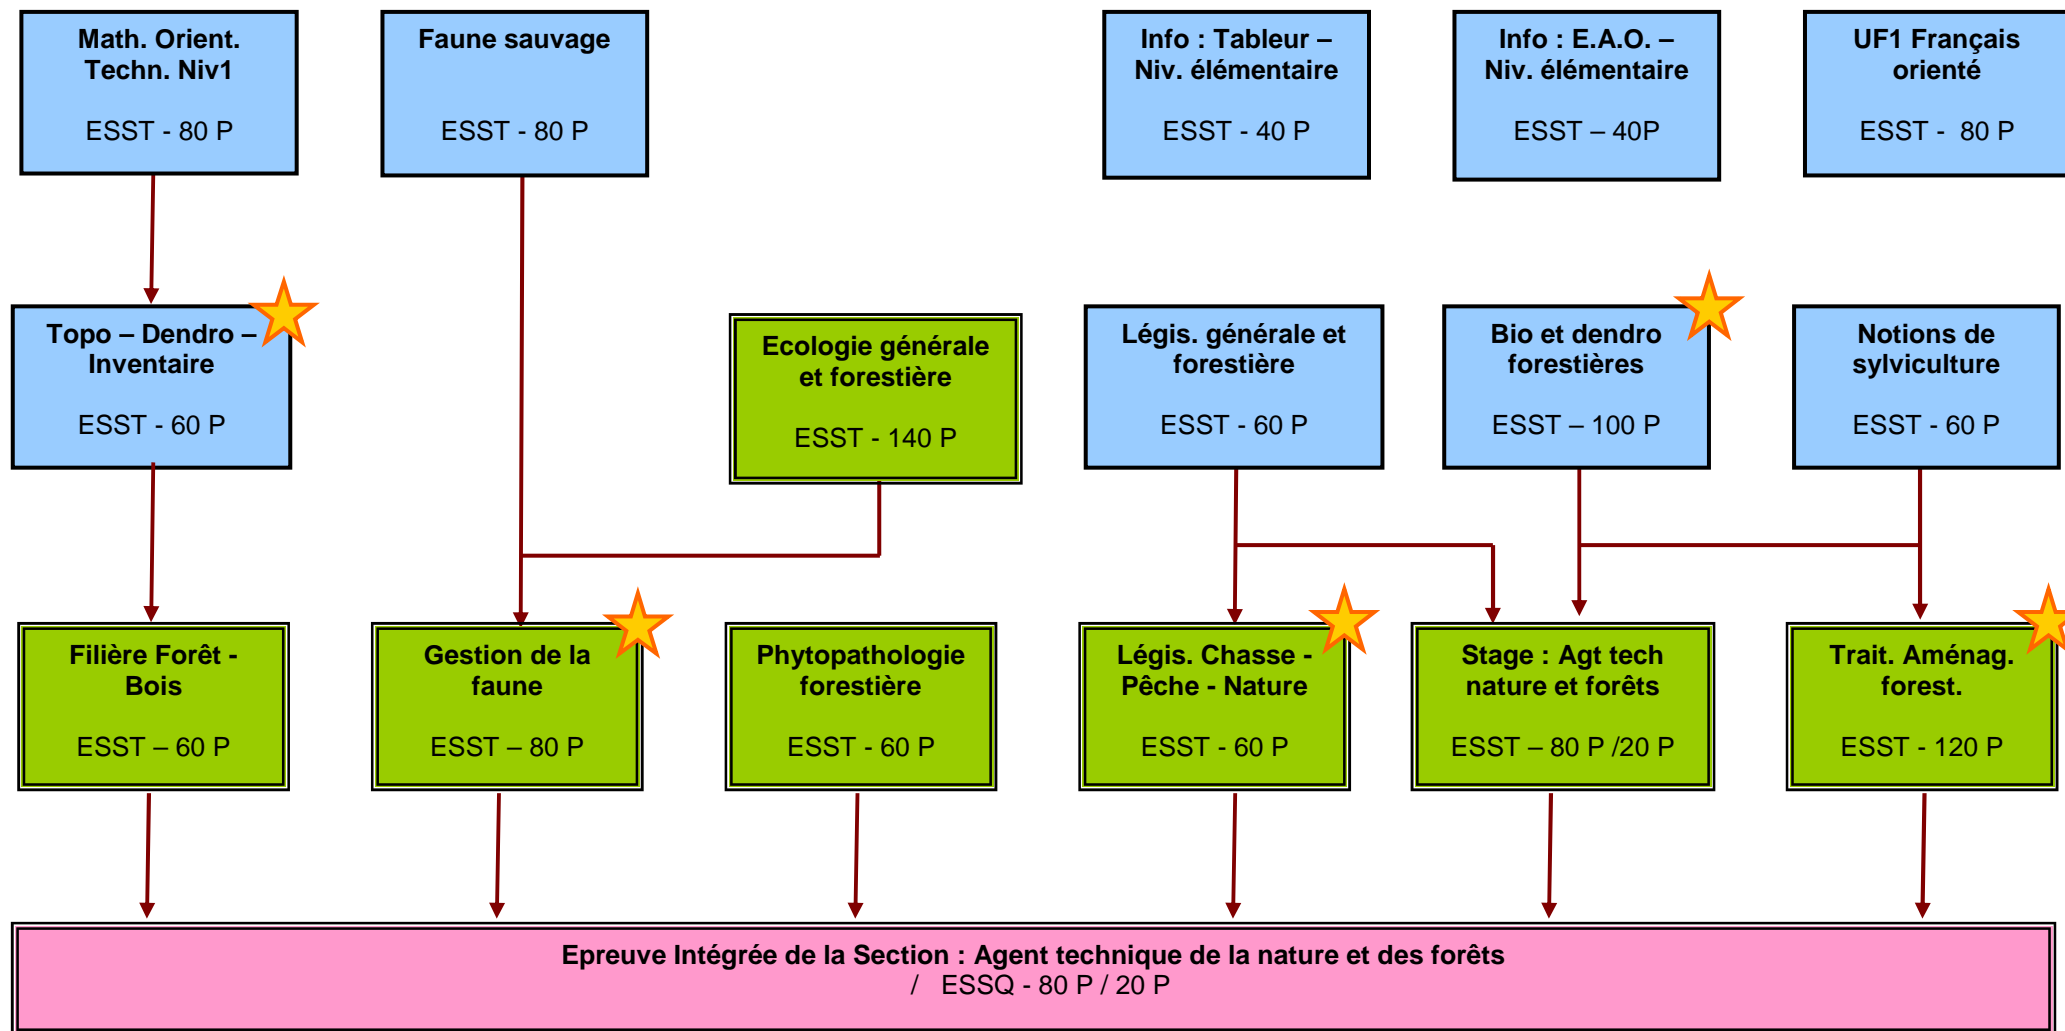 Math. Orient.
Techn. Niv1
ESST - 80 P
Faune sauvage
ESST - 80 P
Info : Tableur –
Niv. élémentaire
ESST - 40 P
Info : E.A.O. –
Niv. élémentaire
ESST – 40P
UF1 Français
orienté
ESST -  80 P
Topo – Dendro –
Inventaire
ESST - 60 P
Ecologie générale
et forestière
ESST - 140 P
Légis. générale et
forestière
ESST - 60 P
Bio et dendro
forestières
ESST – 100 P
Notions de
sylviculture
ESST - 60 P
Filière Forêt -
Bois
ESST – 60 P
Gestion de la
faune
ESST – 80 P
Phytopathologie
forestière
ESST - 60 P
Légis. Chasse -
Pêche - Nature
ESST - 60 P
Stage : Agt tech
nature et forêts
ESST – 80 P /20 P
Trait. Aménag.
forest.
ESST - 120 P
Epreuve Intégrée de la Section : Agent technique de la nature et des forêts
/   ESSQ - 80 P / 20 P